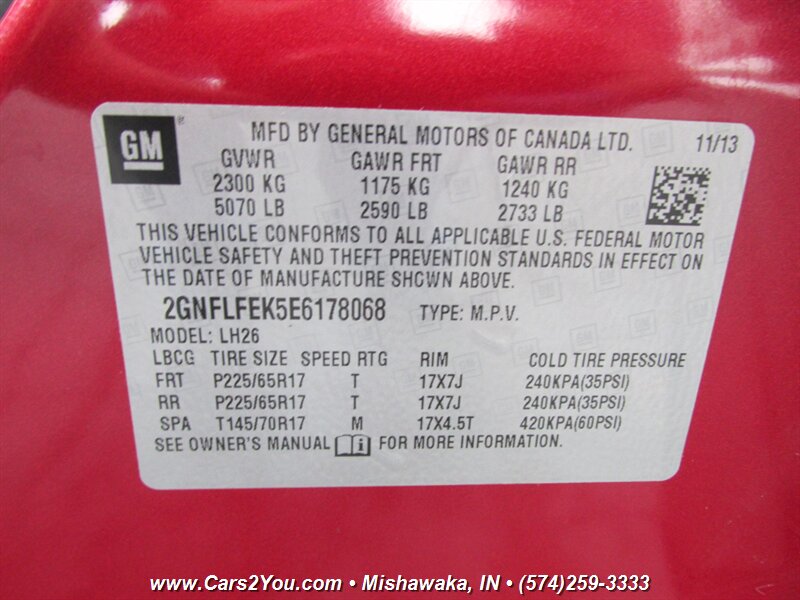 GM ®
MFD BY GENERAL MOTORS OF CANADA LTD. 11/13
GVWR GAWR FRT GAWR RR
2300 KG 1175 KG 1240 KG
5070 LB 2590 LB 2733 LB
THIS VEHICLE CONFORMS TO ALL APPLICABLE U.S. FEDERAL MOTOR
VEHICLE SAFETY AND THEFT PREVENTION STANDARDS IN EFFECT ON
THE DATE OF MANUFACTURE SHOWN ABOVE.
2GNFLFEK5E6178068 TYPE: M.P.V.
MODEL: LH26
LBCG TIRE SIZE SPEED RTG RIM COLD TIRE PRESSURE
FRT P225/65R17 T 17X7J 240KPA(35PSI)
RR P225/65R17 T 17X7J 240KPA(35PSI)
SPA T145/70R17 M 17X4.5T 420KPA(60PSI)
SEE OWNER'S MANUAL FOR MORE INFORMATION.
www.Cars2You.com • Mishawaka, IN • (574)259-3333